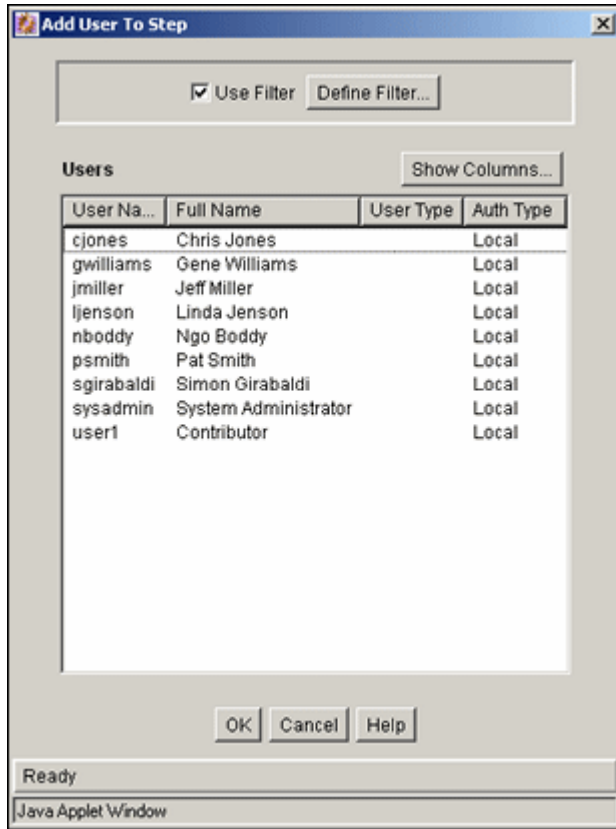 Add User To Step
Use Filter Define Filter...
Users Show Columns...
User Na... Full Name User Type Auth Type
cjones Chris Jones Local
gwilliams Gene Williams Local
jmiller Jeff Miller Local
ljenson Linda Jenson Local
nboddy Ngo Boddy Local
psmith Pat Smith Local
sgirabaldi Simon Girabaldi Local
sysadmin System Administrator Local
user1 Contributor Local
OK Cancel Help
Ready
Java Applet Window